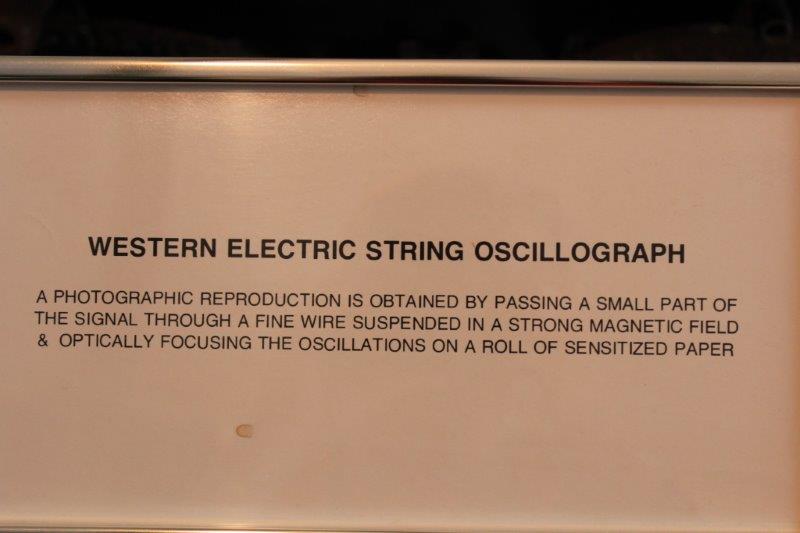 WESTERN ELECTRIC STRING OSCILLOGRAPH
A PHOTOGRAPHIC REPRODUCTION IS OBTAINED BY PASSING A SMALL PART OF
THE SIGNAL THROUGH A FINE WIRE SUSPENDED IN A STRONG MAGNETIC FIELD
& OPTICALLY FOCUSING THE OSCILLATIONS ON A ROLL OF SENSITIZED PAPER